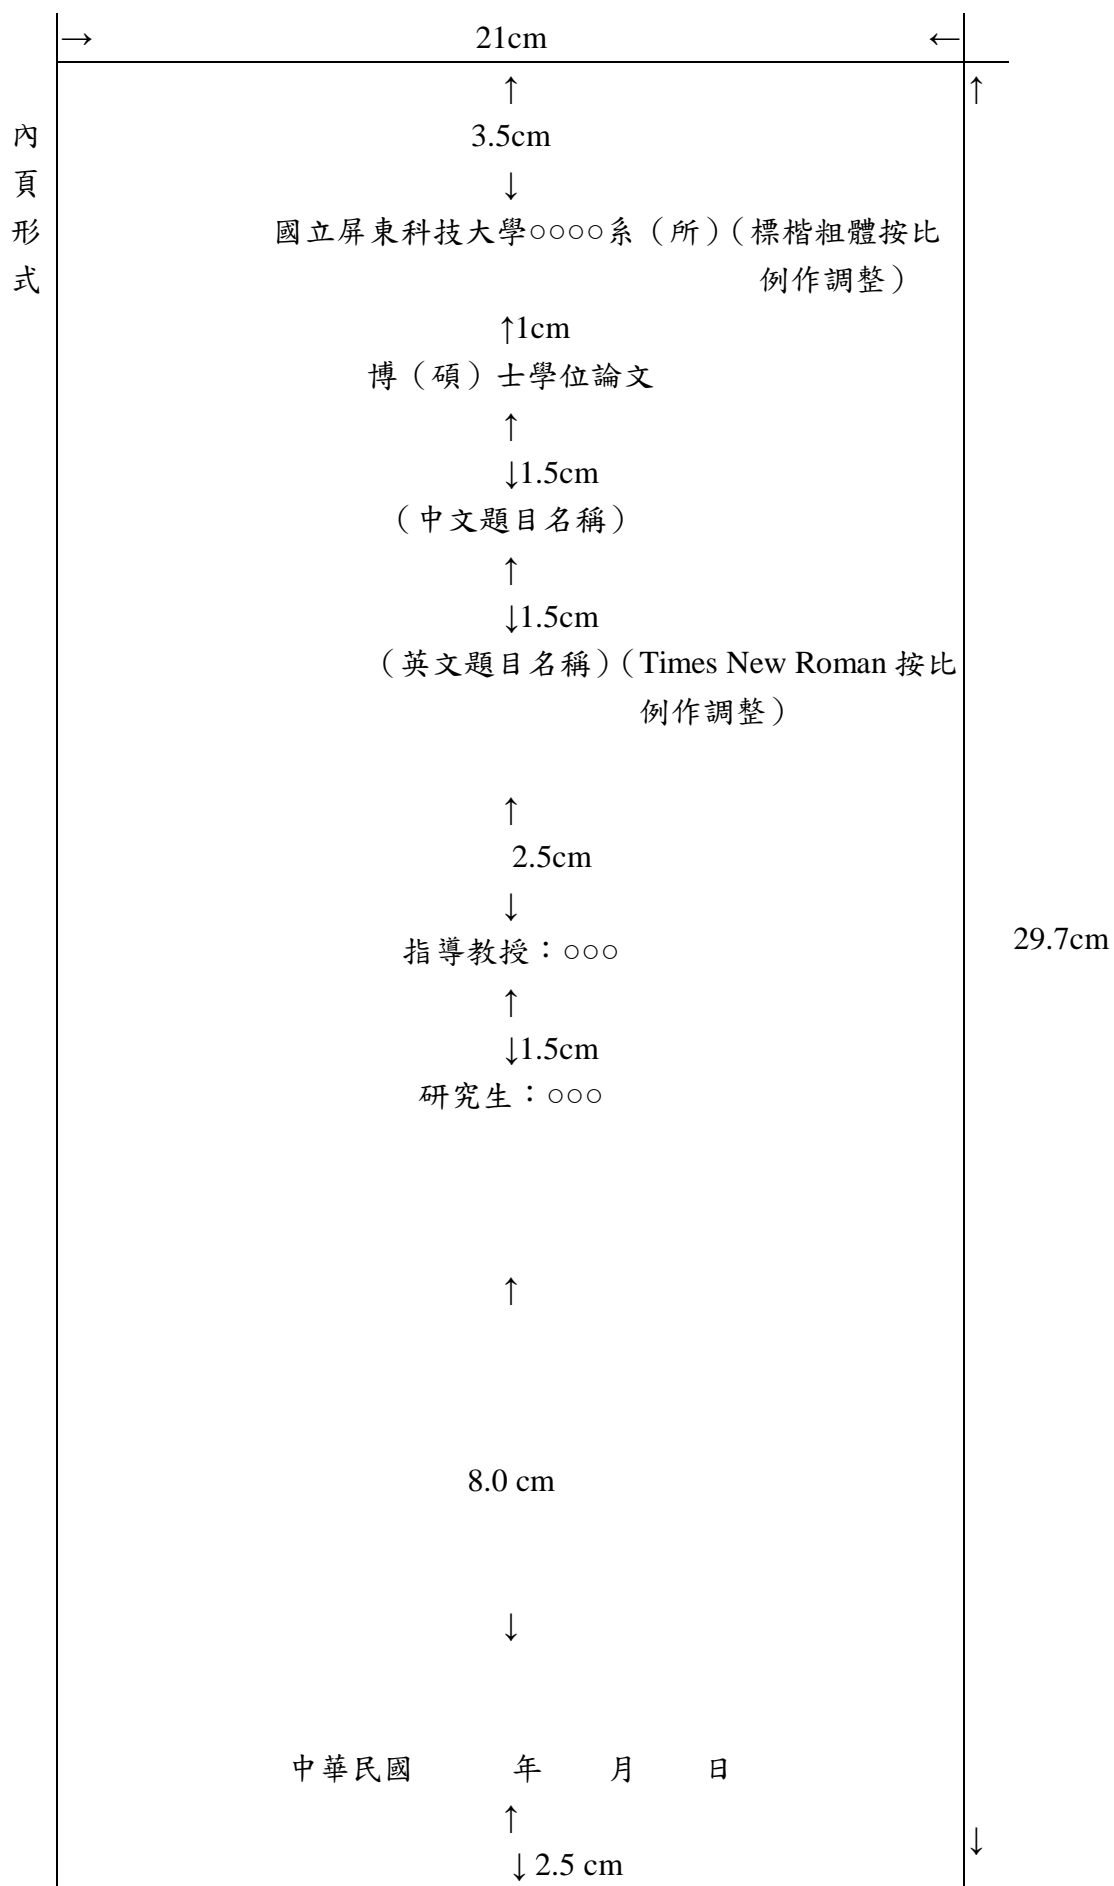 → 21cm ←
↑ ↑
3.5cm
內頁形式
↓
國立屏東科技大學○○○○系（所）（標楷粗體按比
例作調整）
↑1cm
博（碩）士學位論文
↑
↓1.5cm
（中文題目名稱）
↑
↓1.5cm
（英文題目名稱）（Times New Roman 按比
例作調整）
↑
2.5cm
↓
指導教授：○○○
29.7cm
↑
↓1.5cm
研究生：○○○
↑
8.0 cm
↓
中華民國 年 月 日
↑
↓
↓ 2.5 cm